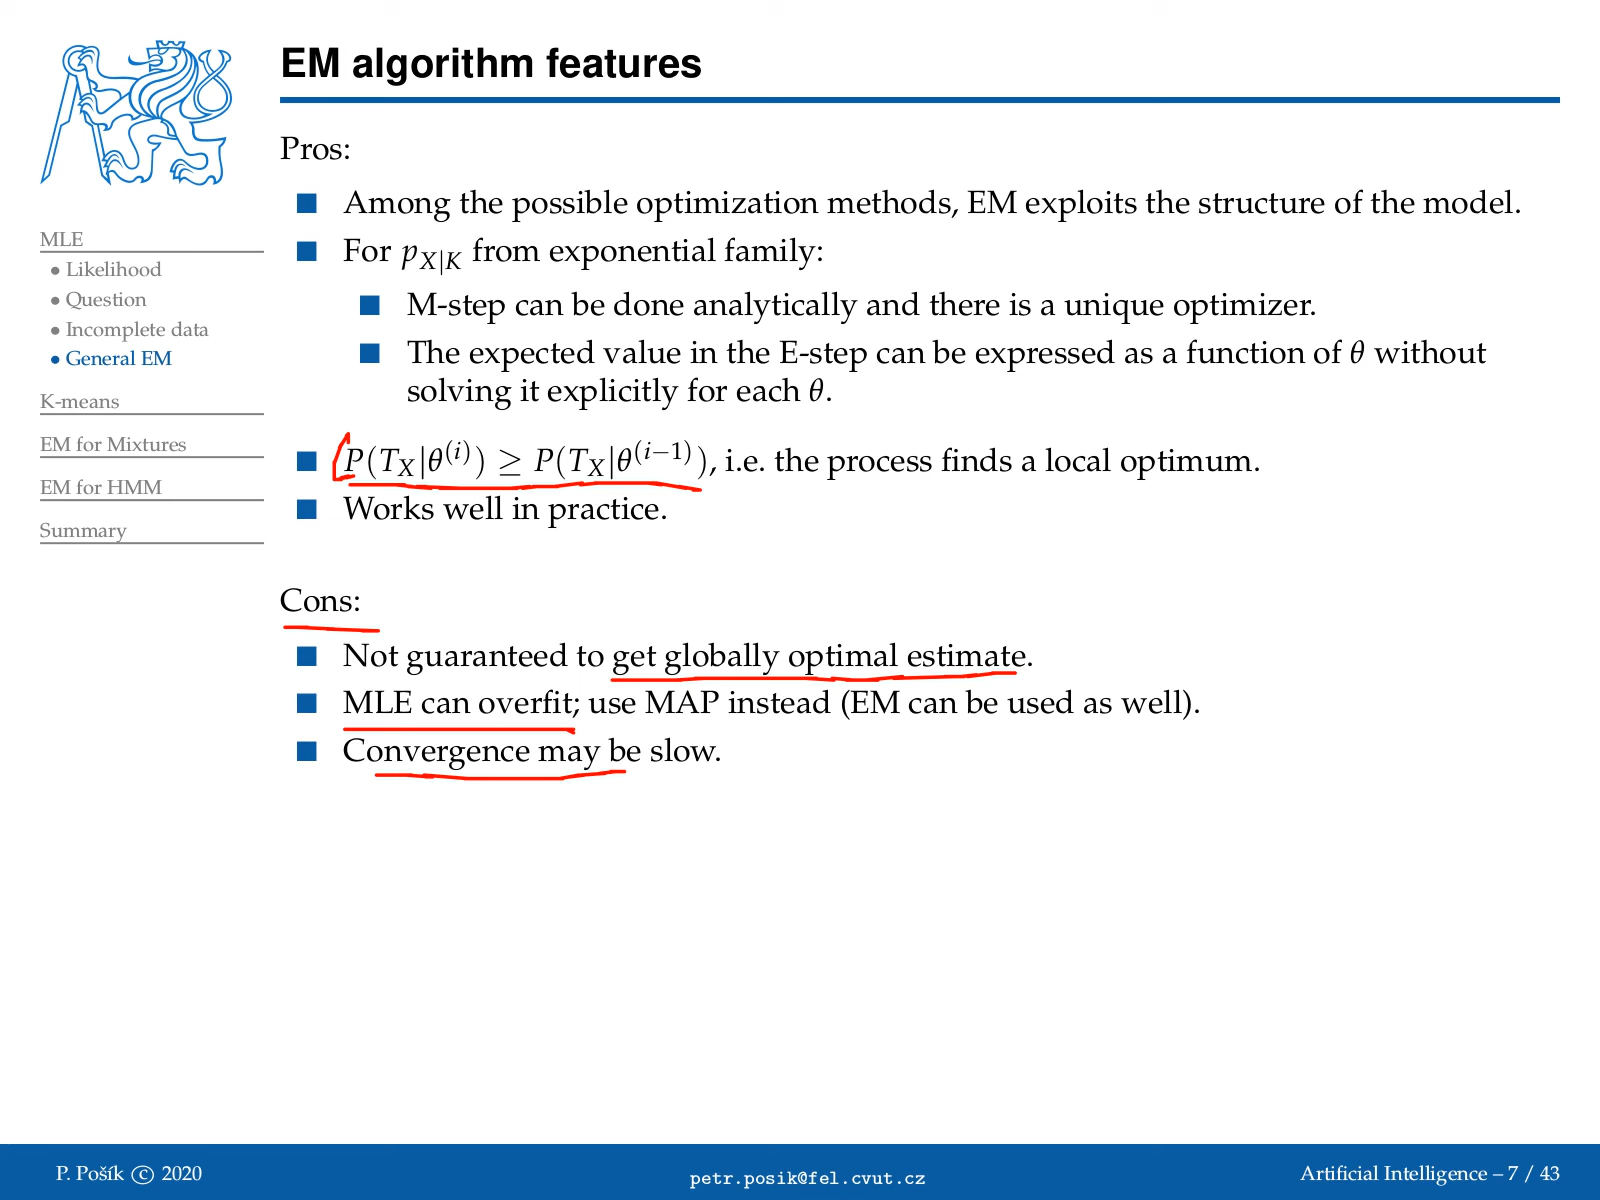 EM algorithm features
MLE
• Likelihood
• Question
• Incomplete data
• General EM
K-means
EM for Mixtures
EM for HMM
Summary
Pros:
■ Among the possible optimization methods, EM exploits the structure of the model.
■ For p_{X|K} from exponential family:
■ M-step can be done analytically and there is a unique optimizer.
■ The expected value in the E-step can be expressed as a function of θ without
solving it explicitly for each θ.
■ P(T_X|θ^{(i)}) ≥ P(T_X|θ^{(i−1)}), i.e. the process finds a local optimum.
■ Works well in practice.
Cons:
■ Not guaranteed to get globally optimal estimate.
■ MLE can overfit; use MAP instead (EM can be used as well).
■ Convergence may be slow.
P. Pošík © 2020
petr.posik@fel.cvut.cz
Artificial Intelligence – 7 / 43